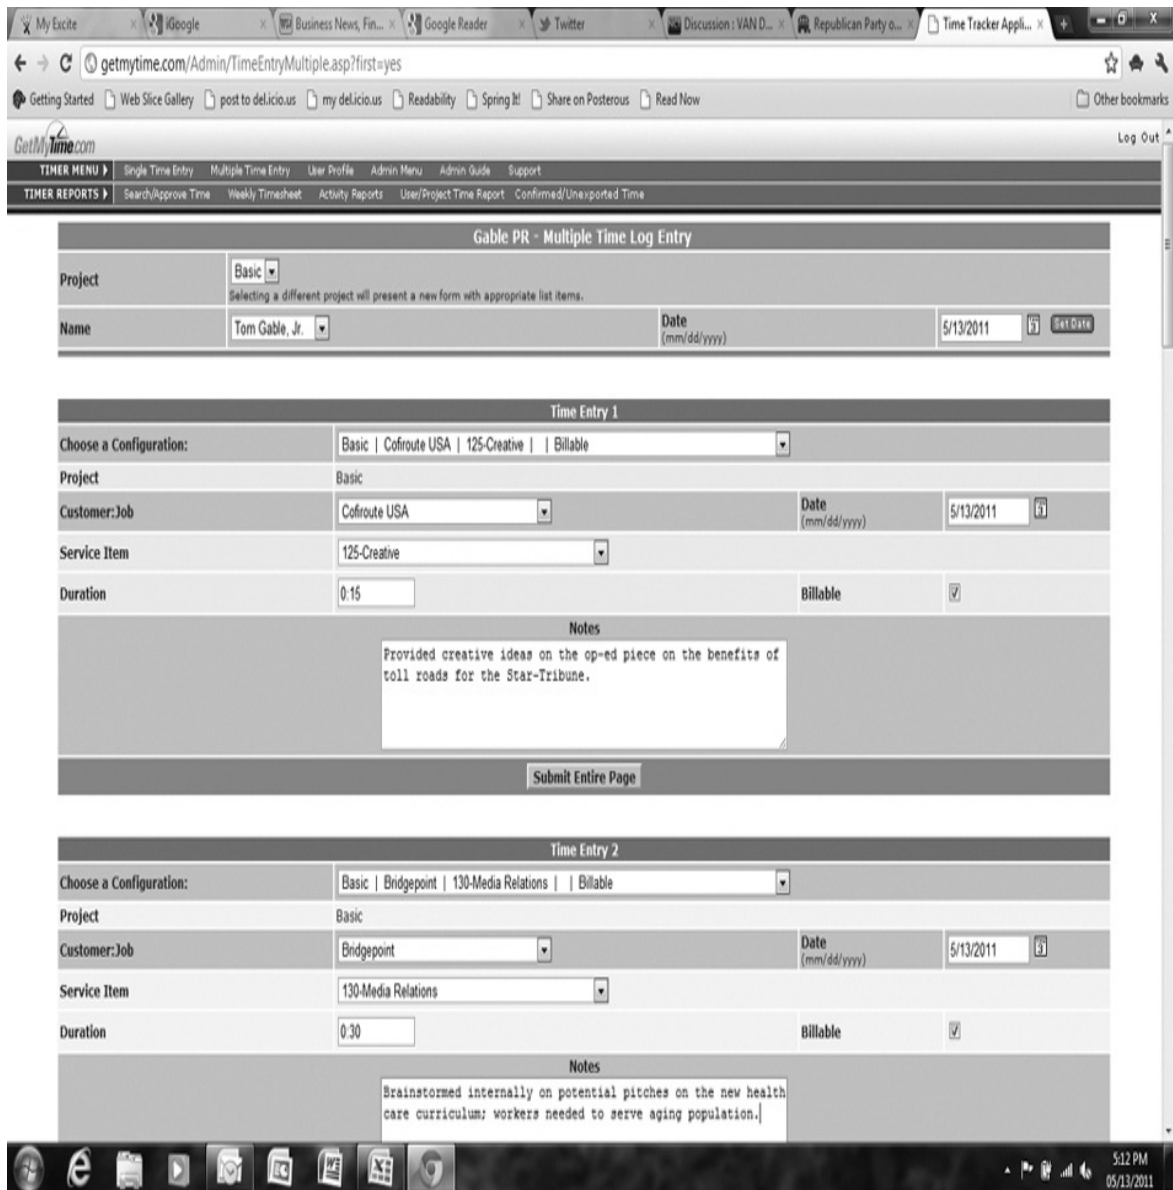 My Excite iGoogle Business News, Fin... Google Reader Twitter Discussion : VAN D... Republican Party o... Time Tracker Appli...
getmytime.com/Admin/TimeEntryMultiple.asp?first=yes
Getting Started Web Slice Gallery post to del.icio.us my del.icio.us Readability Spring It! Share on Posterous Read Now Other bookmarks
GetMyTime.com Log Out
TIMER MENU Single Time Entry Multiple Time Entry User Profile Admin Menu Admin Guide Support
TIMER REPORTS Search/Approve Time Weekly Timesheet Activity Reports User/Project Time Report Confirmed/Unexported Time
Gable PR - Multiple Time Log Entry
Project Basic
Selecting a different project will present a new form with appropriate list items.
Name Tom Gable, Jr. Date 5/13/2011 Set Date
(mm/dd/yyyy)
Time Entry 1
Choose a Configuration: Basic | Cofiroute USA | 125-Creative | | Billable
Project Basic
Customer:Job Cofiroute USA Date 5/13/2011
(mm/dd/yyyy)
Service Item 125-Creative
Duration 0:15 Billable
Notes
Provided creative ideas on the op-ed piece on the benefits of
toll roads for the Star-Tribune.
Submit Entire Page
Time Entry 2
Choose a Configuration: Basic | Bridgepoint | 130-Media Relations | | Billable
Project Basic
Customer:Job Bridgepoint Date 5/13/2011
(mm/dd/yyyy)
Service Item 130-Media Relations
Duration 0:30 Billable
Notes
Brainstormed internally on potential pitches on the new health
care curriculum; workers needed to serve aging population.
5:12 PM
05/13/2011